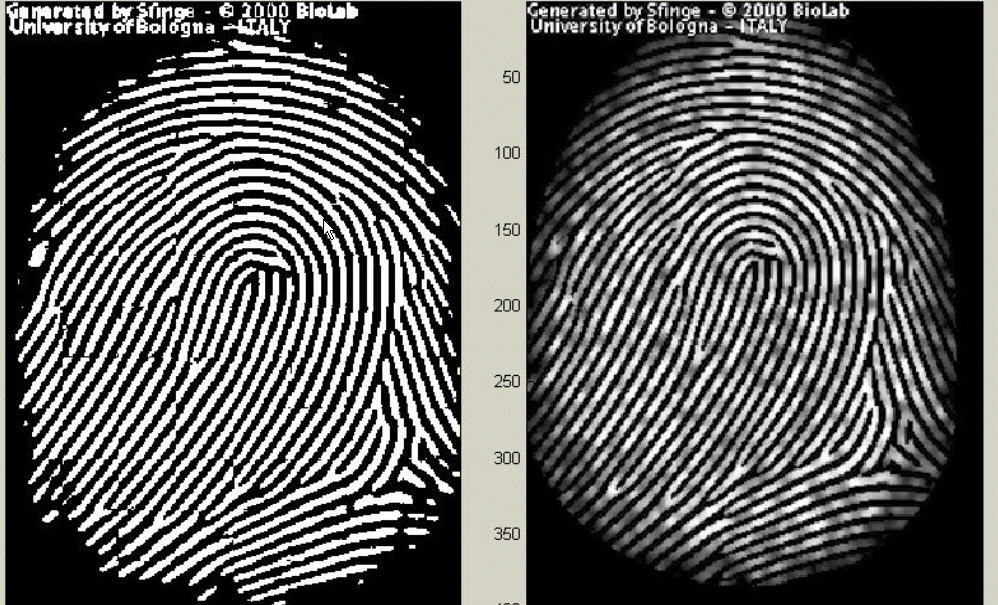 Generated by Sfinge - © 2000 BioLab
University of Bologna - ITALY
Generated by Sfinge - © 2000 BioLab
University of Bologna - ITALY
50
100
150
200
250
300
350